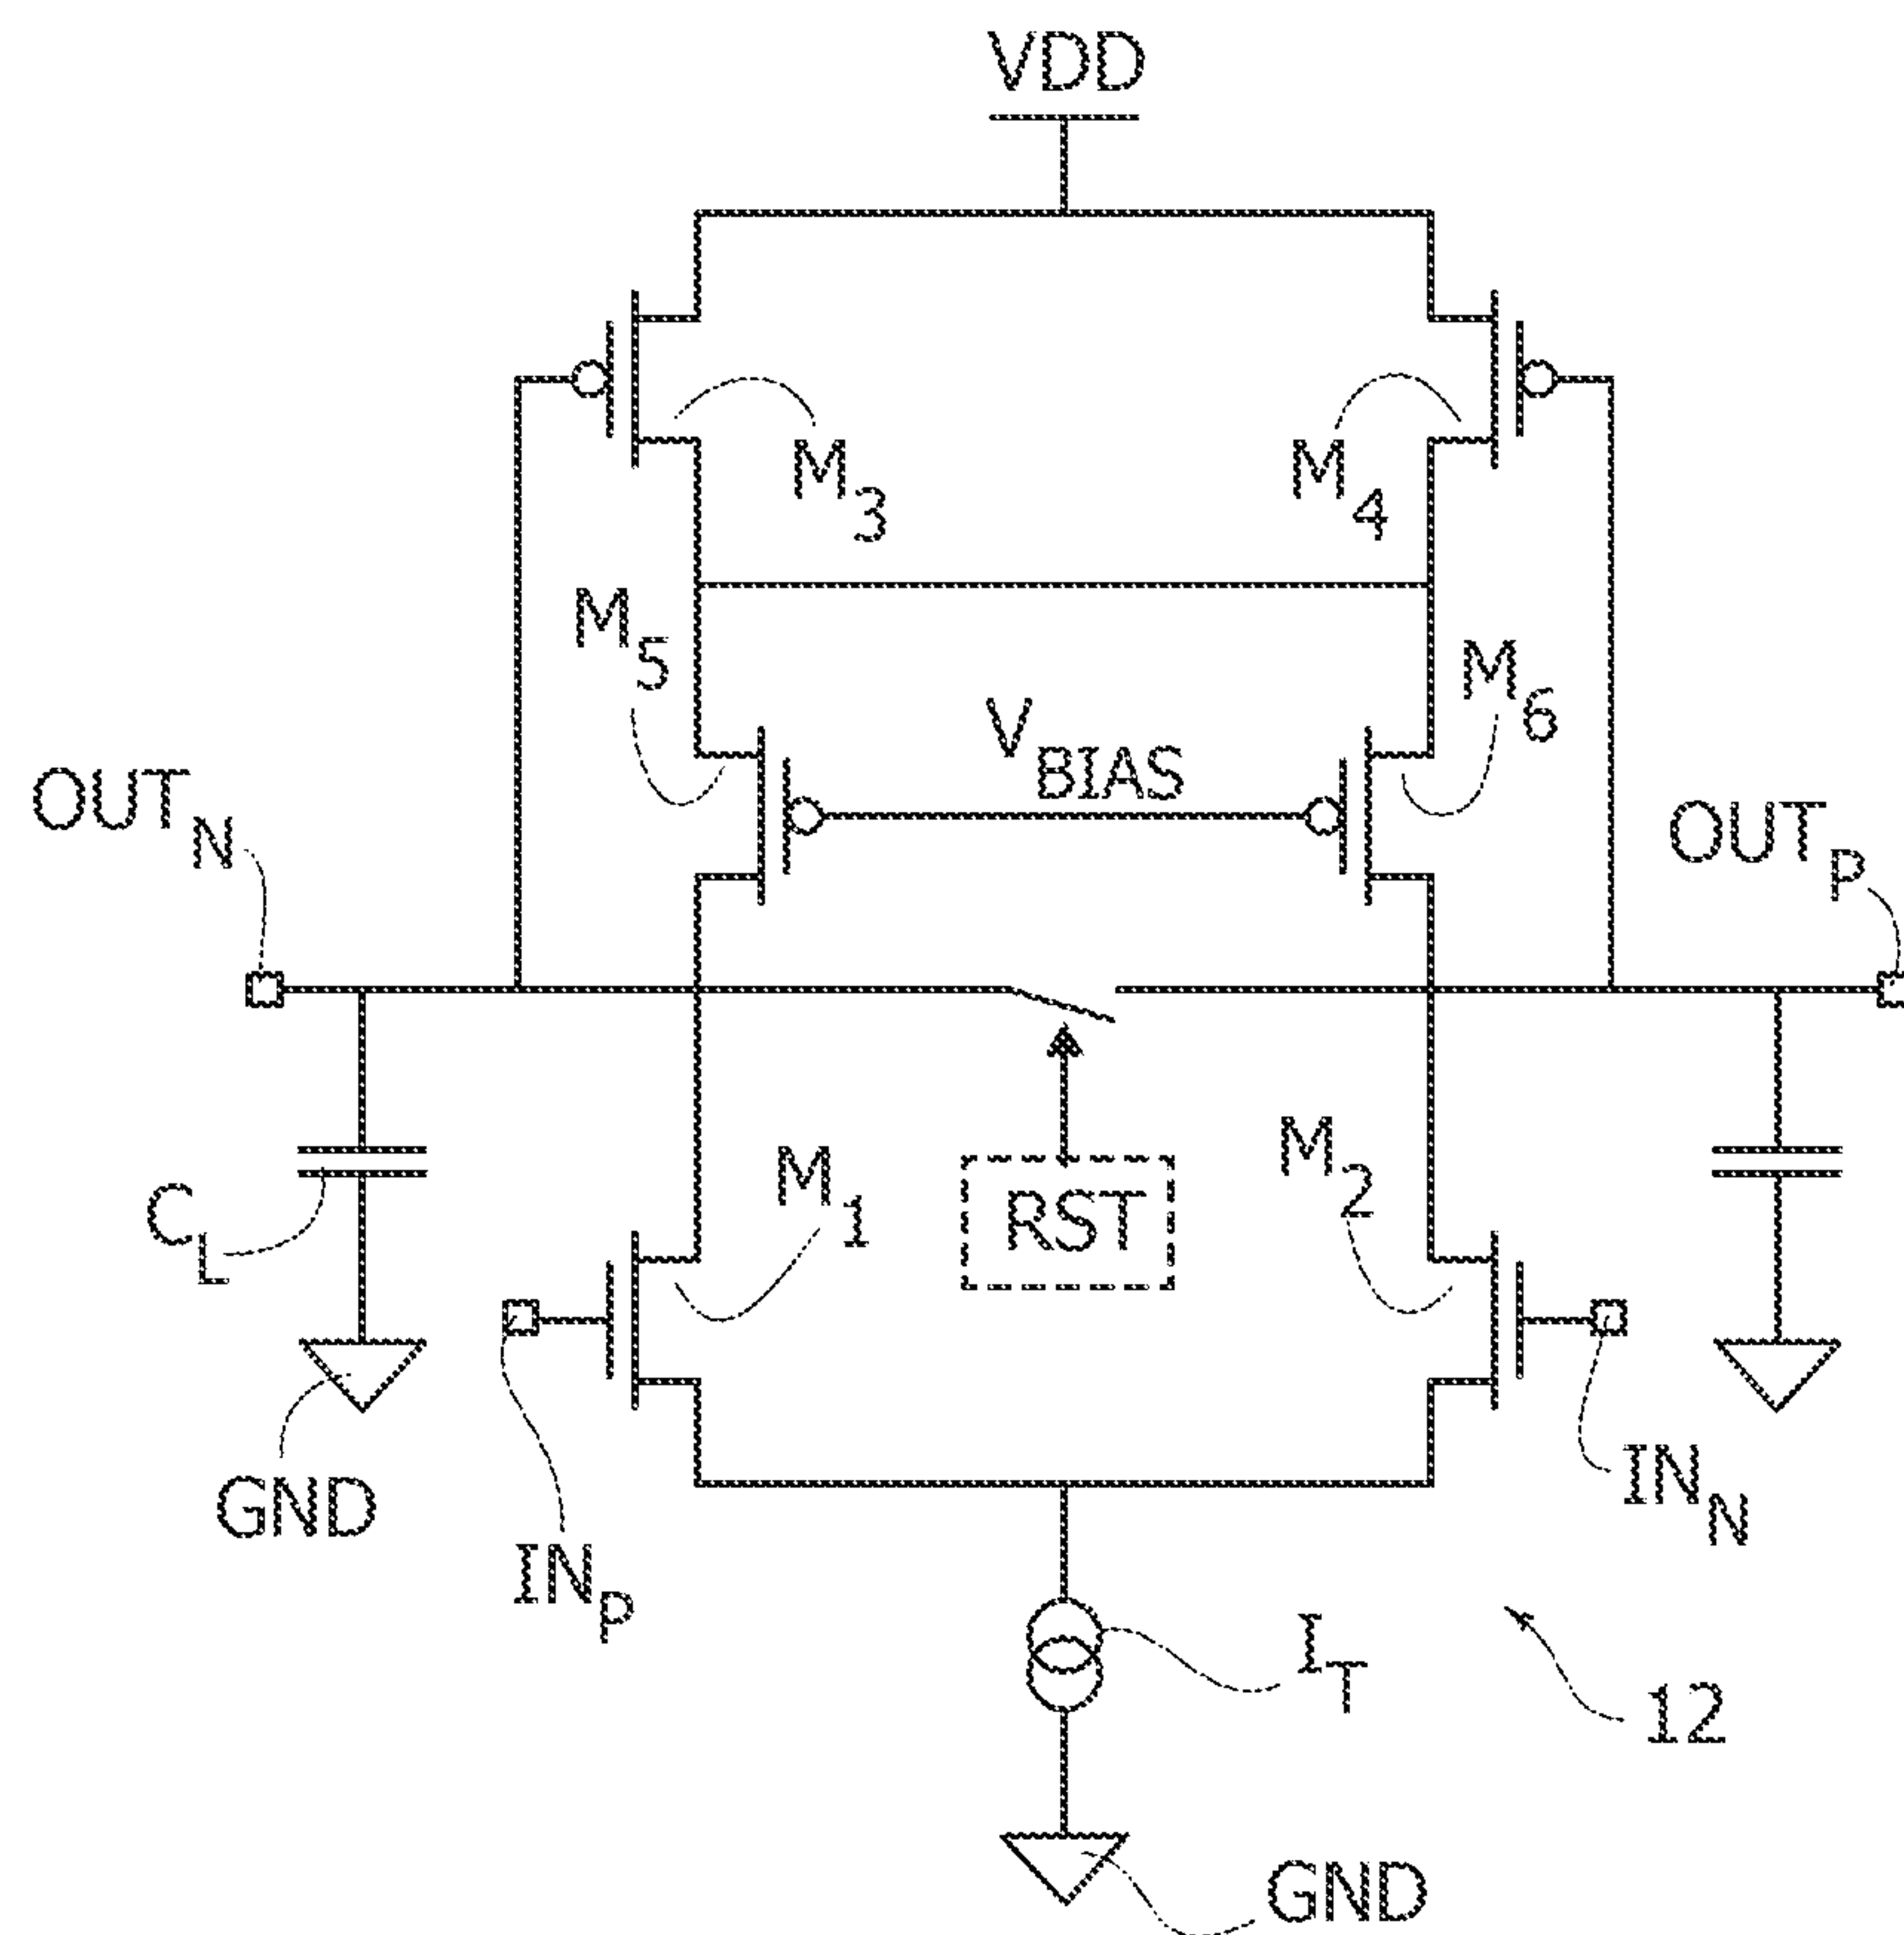 VDD
M3
M4
M5
M6
VBIAS
OUTN
OUTP
M1
M2
RST
CL
GND
INN
INP
IT
12
GND